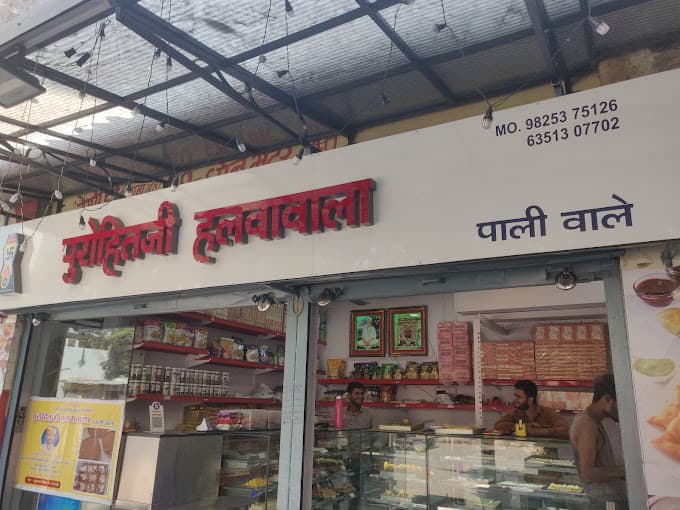 MO. 98253 75126
63513 07702
पुरोहितजी हलवावाला
पाली वाले